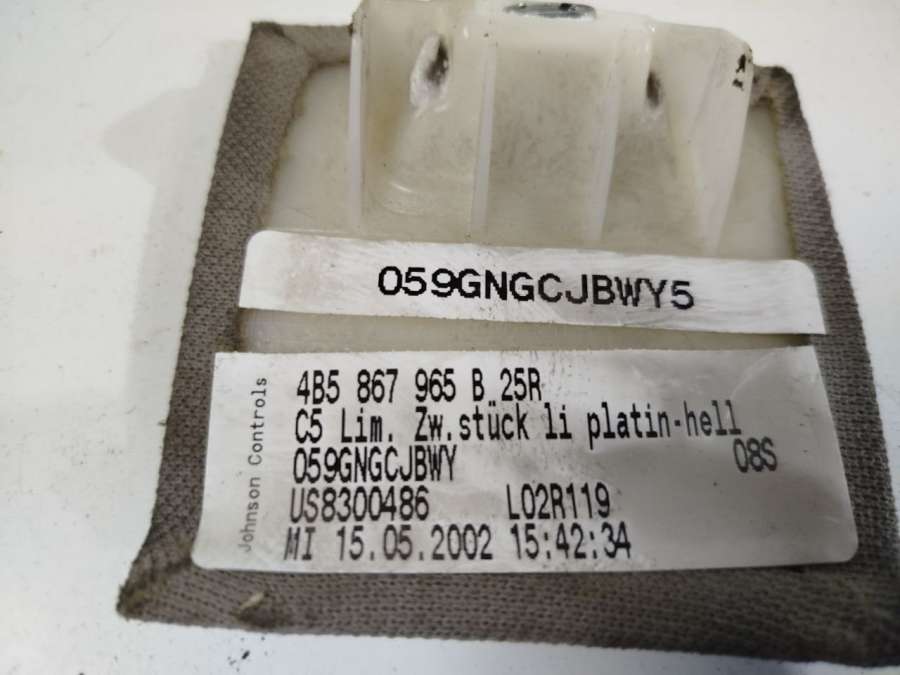 059GNGCJBWY5
Johnson Controls
4B5 867 965 B 25R
C5 Lim. Zw.stück li platin-hell
059GNGCJBWY 08S
US8300486 L02R119
MI 15.05.2002 15:42:34